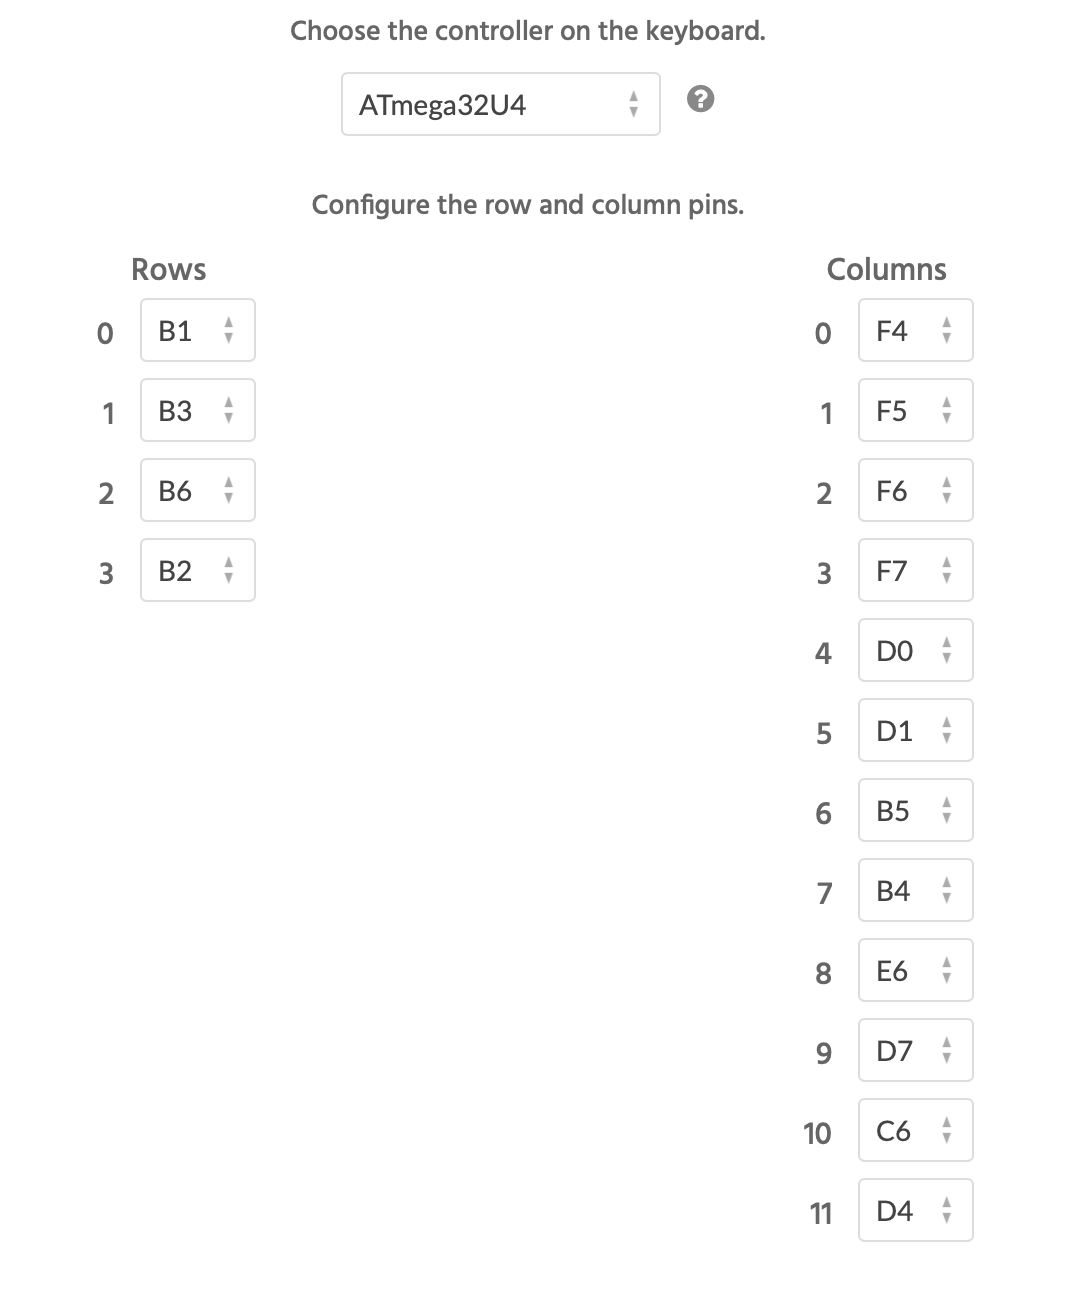 Choose the controller on the keyboard.
ATmega32U4 ?
Configure the row and column pins.
Rows Columns
0 B1 0 F4
1 B3 1 F5
2 B6 2 F6
3 B2 3 F7
4 D0
5 D1
6 B5
7 B4
8 E6
9 D7
10 C6
11 D4